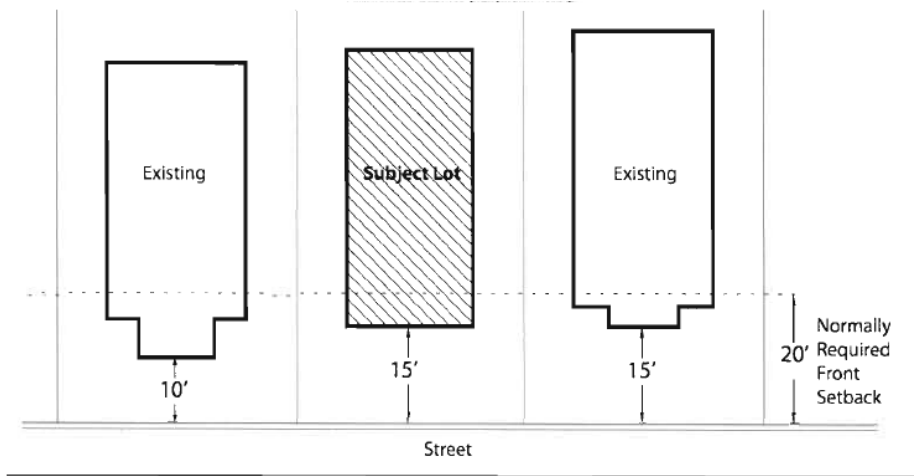 Existing
Subject Lot
Existing
10'
15'
15'
20'
Normally
Required
Front
Setback
Street